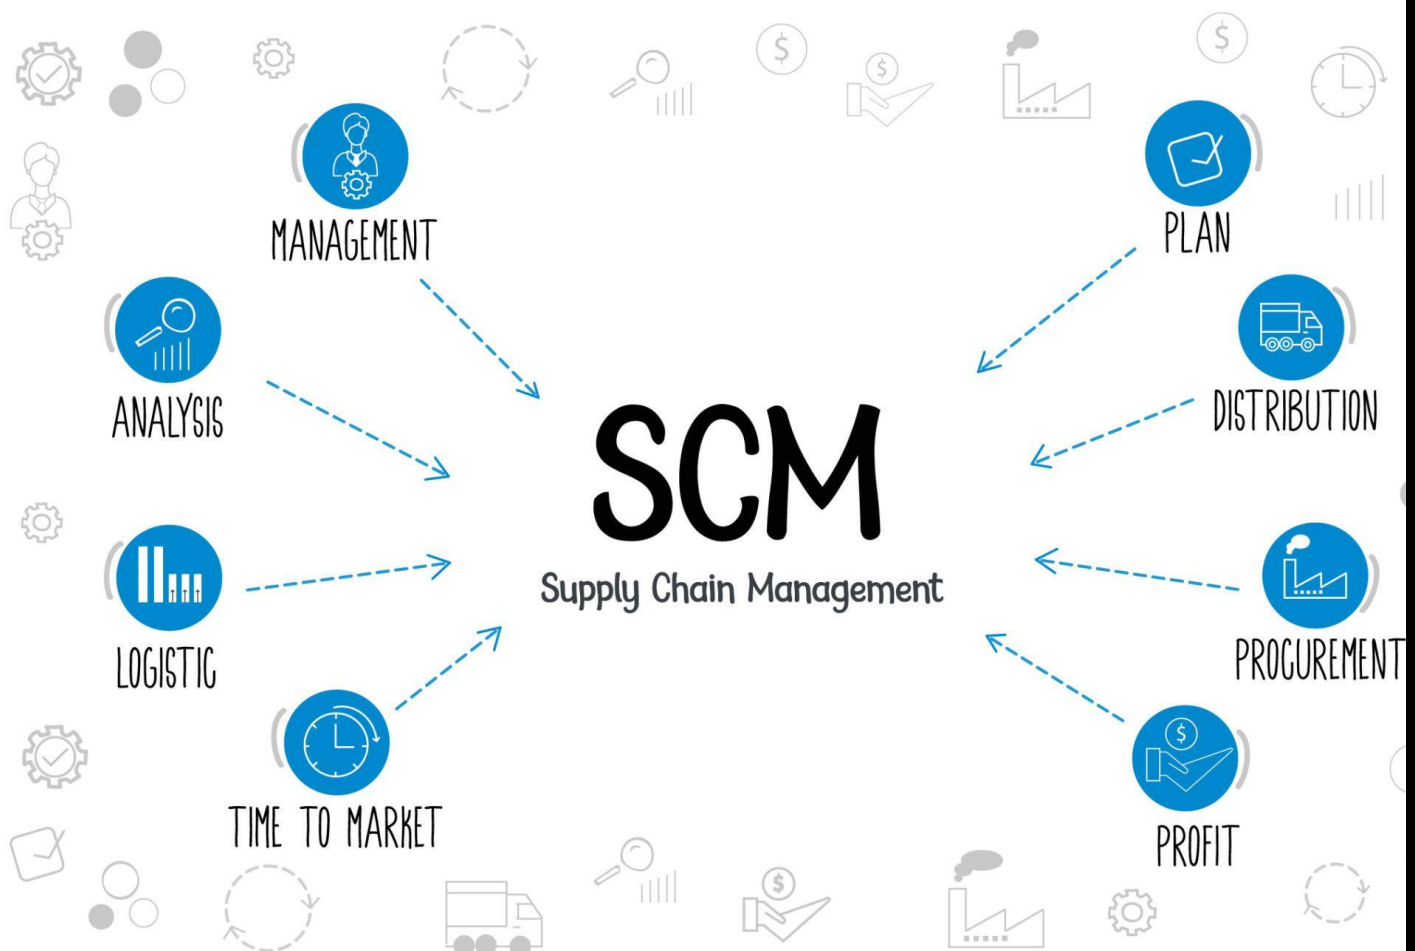 MANAGEMENT
PLAN
ANALYSIS
DISTRIBUTION
SCM
Supply Chain Management
LOGISTIC
PROCUREMENT
TIME TO MARKET
PROFIT
$
$
$
$
$